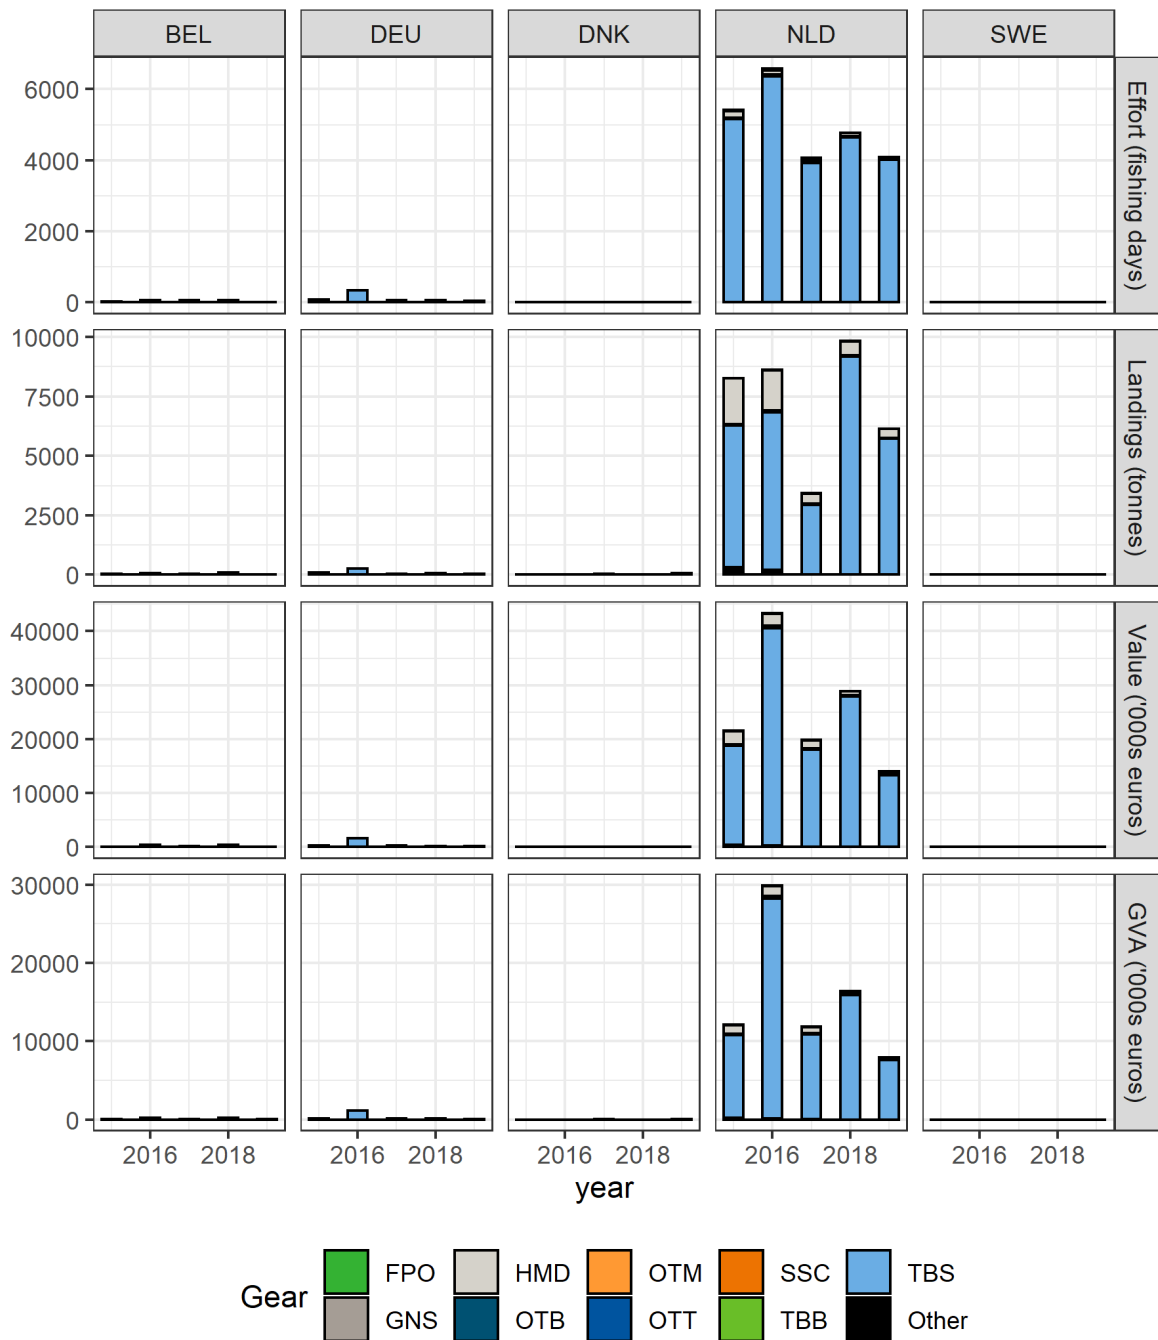 BEL DEU DNK NLD SWE
6000
4000
2000
0
Effort (fishing days)
10000
7500
5000
2500
0
Landings (tonnes)
40000
30000
20000
10000
0
Value ('000s euros)
30000
20000
10000
0
GVA ('000s euros)
2016 2018 2016 2018 2016 2018 2016 2018 2016 2018
year
Gear
FPO HMD OTM SSC TBS
GNS OTB OTT TBB Other